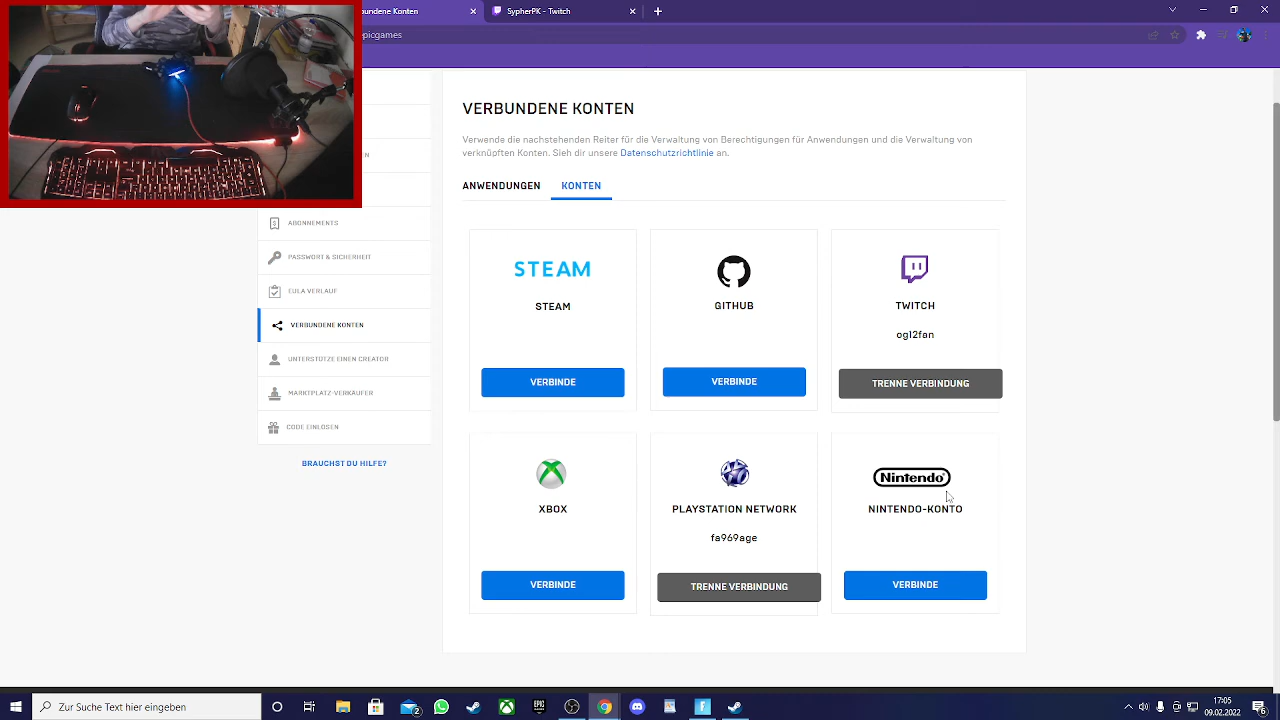 (PK - Twitch
picgames
VERBUNDENE KONTEN
Verwende die nachstehenden Reiter für die Verwaltung von Berechtigungen für Anwendungen und die Verwaltung von
verknüpften Konten. Sieh dir unsere Datenschutzrichtlinie an.
ANWENDUNGEN KONTEN
ABONNEMENTS
PASSWORT & SICHERHEIT
EULA VERLAUF
VERBUNDENE KONTEN
UNTERSTÜTZE EINEN CREATOR
MARKTPLATZ-VERKÄUFER
CODE EINLÖSEN
BRAUCHST DU HILFE?
STEAM
STEAM
VERBINDE
GITHUB
VERBINDE
TWITCH
og12fan
TRENNE VERBINDUNG
XBOX
VERBINDE
PLAYSTATION NETWORK
fa969age
TRENNE VERBINDUNG
Nintendo
NINTENDO-KONTO
VERBINDE
Zur Suche Text hier eingeben
2
EPIC
17:05
09.02.2022